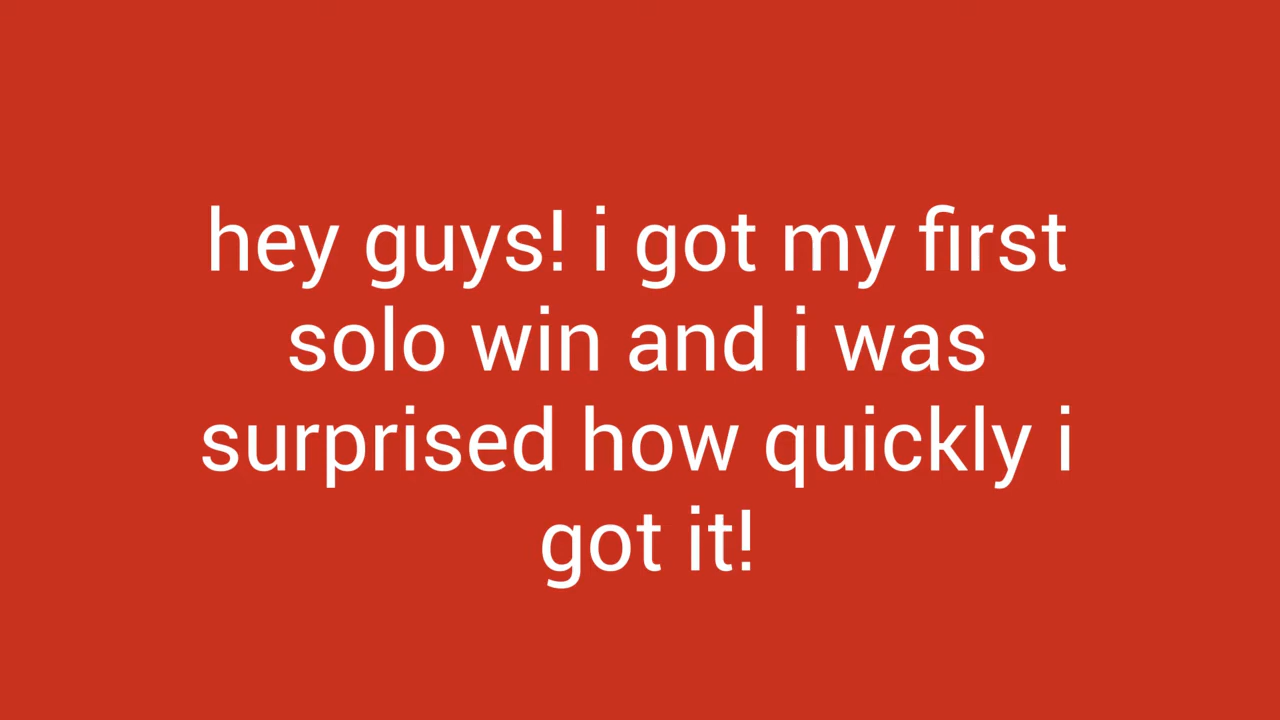 hey guys! i got my first
solo win and i was
surprised how quickly i
got it!